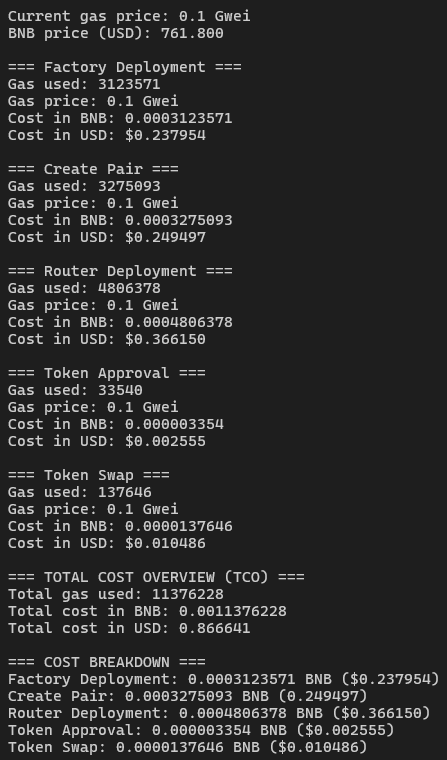 Current gas price: 0.1 Gwei
BNB price (USD): 761.800
=== Factory Deployment ===
Gas used: 3123571
Gas price: 0.1 Gwei
Cost in BNB: 0.0003123571
Cost in USD: $0.237954
=== Create Pair ===
Gas used: 3275093
Gas price: 0.1 Gwei
Cost in BNB: 0.0003275093
Cost in USD: $0.249497
=== Router Deployment ===
Gas used: 4806378
Gas price: 0.1 Gwei
Cost in BNB: 0.0004806378
Cost in USD: $0.366150
=== Token Approval ===
Gas used: 33540
Gas price: 0.1 Gwei
Cost in BNB: 0.000003354
Cost in USD: $0.002555
=== Token Swap ===
Gas used: 137646
Gas price: 0.1 Gwei
Cost in BNB: 0.0000137646
Cost in USD: $0.010486
=== TOTAL COST OVERVIEW (TCO) ===
Total gas used: 11376228
Total cost in BNB: 0.0011376228
Total cost in USD: 0.866641
=== COST BREAKDOWN ===
Factory Deployment: 0.0003123571 BNB ($0.237954)
Create Pair: 0.0003275093 BNB (0.249497)
Router Deployment: 0.0004806378 BNB ($0.366150)
Token Approval: 0.000003354 BNB ($0.002555)
Token Swap: 0.0000137646 BNB ($0.010486)